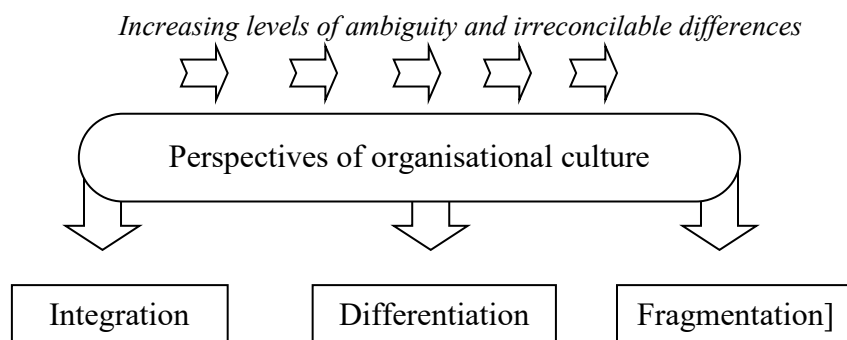 Increasing levels of ambiguity and irreconcilable differences
Perspectives of organisational culture
Integration
Differentiation
Fragmentation]